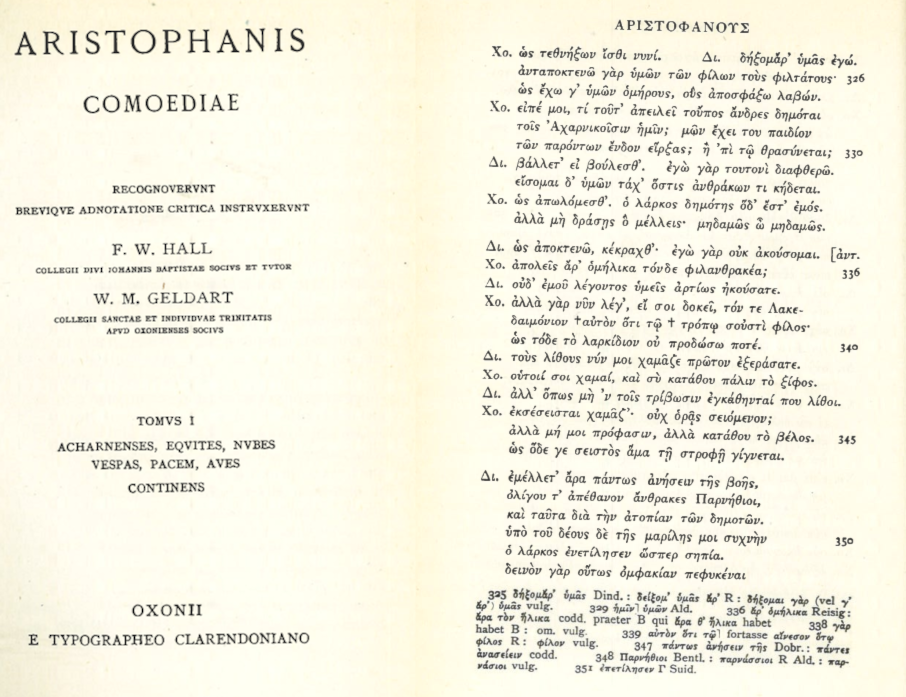 ARISTOPHANIS
COMOEDIAE
RECOGNOVERVNT
BREVIQVE ADNOTATIONE CRITICA INSTRVXERVNT
F. W. HALL
COLLEGII DIVI IOHANNIS BAPTISTAE SOCIVS ET TVTOR
W. M. GELDART
COLLEGII SANCTAE ET INDIVIDVAE TRINITATIS
APVD OXONIENSES SOCIVS
TOMVS I
ACHARNENSES, EQVITES, NVBES
VESPAS, PACEM, AVES
CONTINENS
OXONII
E TYPOGRAPHEO CLARENDONIANO
ΑΡΙΣΤΟΦΑΝΟΥΣ
Χο. ὡς τεθνήξων ἴσθι νυνί. Δι. δήξομἄρ' ὑμᾶς ἐγώ.
ἀνταποκτενῶ γὰρ ὑμῶν τῶν φίλων τοὺς φιλτάτους· 326
ὡς ἔχω γ' ὑμῶν ὁμήρους, οὓς ἀποσφάξω λαβών.
Χο. εἰπέ μοι, τί τοῦτ' ἀπειλεῖ τοὔπος ἄνδρες δημόται
τοῖς Ἀχαρνικοῖσιν ἡμῖν; μῶν ἔχει του παιδίον
τῶν παρόντων ἔνδον εἵρξας; ἢ 'πὶ τῷ θρασύνεται; 330
Δι. βάλλετ' εἰ βούλεσθ'. ἐγὼ γὰρ τουτονὶ διαφθερῶ.
εἴσομαι δ' ὑμῶν τάχ' ὅστις ἀνθράκων τι κήδεται.
Χο. ὡς ἀπωλόμεσθ'. ὁ λάρκος δημότης ὅδ' ἔστ' ἐμός.
ἀλλὰ μὴ δράσῃς ὃ μέλλεις· μηδαμῶς ὦ μηδαμῶς.
Δι. ὡς ἀποκτενῶ, κέκραχθ'· ἐγὼ γὰρ οὐκ ἀκούσομαι. [ἀντ.
Χο. ἀπολεῖς ἄρ' ὁμήλικα τόνδε φιλανθρακέα; 336
Δι. οὐδ' ἐμοῦ λέγοντος ὑμεῖς ἀρτίως ἠκούσατε.
Χο. ἀλλὰ γὰρ νῦν λέγ', εἴ σοι δοκεῖ, τόν τε Λακε-
δαιμόνιον †αὐτὸν ὅτι τῷ † τρόπῳ σοὐστὶ φίλος·
ὡς τόδε τὸ λαρκίδιον οὐ προδώσω ποτέ. 340
Δι. τοὺς λίθους νύν μοι χαμᾶζε πρῶτον ἐξεράσατε.
Χο. οὑτοιί σοι χαμαί, καὶ σὺ κατάθου πάλιν τὸ ξίφος.
Δι. ἀλλ' ὅπως μὴ 'ν τοῖς τρίβωσιν ἐγκάθηνταί που λίθοι.
Χο. ἐκσέσεισται χαμᾶζ'· οὐχ ὁρᾷς σειόμενον;
ἀλλὰ μή μοι πρόφασιν, ἀλλὰ κατάθου τὸ βέλος. 345
ὡς ὅδε γε σειστὸς ἅμα τῇ στροφῇ γίγνεται.
Δι. ἐμέλλετ' ἄρα πάντως ἀνήσειν τῆς βοῆς,
ὀλίγου τ' ἀπέθανον ἄνθρακες Παρνήθιοι,
καὶ ταῦτα διὰ τὴν ἀτοπίαν τῶν δημοτῶν.
ὑπὸ τοῦ δέους δὲ τῆς μαρίλης μοι συχνὴν 350
ὁ λάρκος ἐνετίλησεν ὥσπερ σηπία.
δεινὸν γὰρ οὕτως ὀμφακίαν πεφυκέναι
325 δήξομἄρ' ὑμᾶς Dind.: δείξομ' ὑμᾶς ἄρ' R: δήξομαι γὰρ (vel γ'
ἄρ') ὑμᾶς vulg. 329 ἡμῖν] ὑμῶν Ald. 336 ἄρ' ὁμήλικα Reisig:
ἄρα τὸν ἥλικα codd. praeter B qui ἄρα θ' ἥλικα habet 338 γὰρ
habet B: om. vulg. 339 αὐτὸν ὅτι τῷ] fortasse αἴνεσον ὅτῳ
φίλος R: φίλον vulg. 347 πάντως ἀνήσειν τῆς Dobr.: πάντες
ἀνασείειν codd. 348 Παρνήθιοι Bentl.: παρνάσσιοι R Ald.: παρ-
νάσιοι vulg. 351 ἐπετίλησεν Γ Suid.